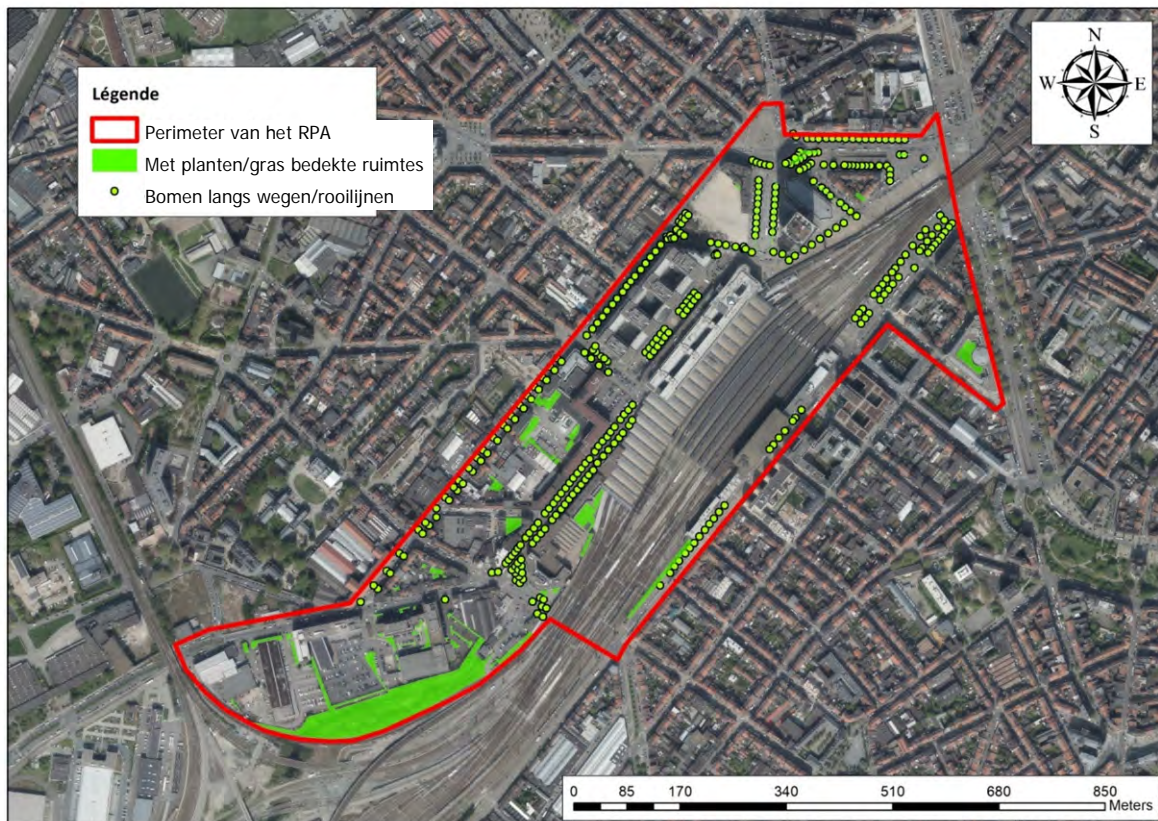 Légende
Perimeter van het RPA
Met planten/gras bedekte ruimtes
Bomen langs wegen/rooilijnen
N
W E
S
0 85 170 340 510 680 850
Meters